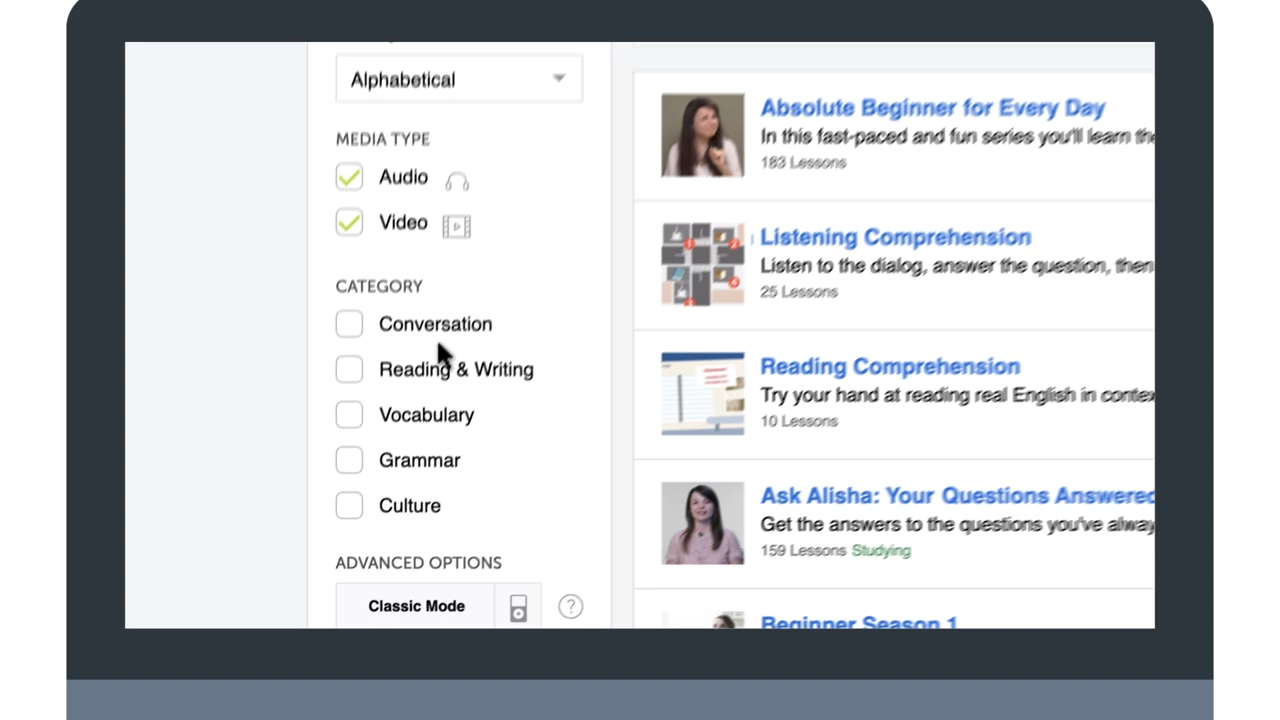 Alphabetical
MEDIA TYPE
Audio
Video
CATEGORY
Conversation
Reading & Writing
Vocabulary
Grammar
Culture
ADVANCED OPTIONS
Classic Mode
?
Absolute Beginner for Every Day
In this fast-paced and fun series you'll learn the
183 Lessons
Listening Comprehension
Listen to the dialog, answer the question, then
25 Lessons
Reading Comprehension
Try your hand at reading real English in contex
10 Lessons
Ask Alisha: Your Questions Answered
Get the answers to the questions you've alway
159 Lessons Studying
Beginner Season 1